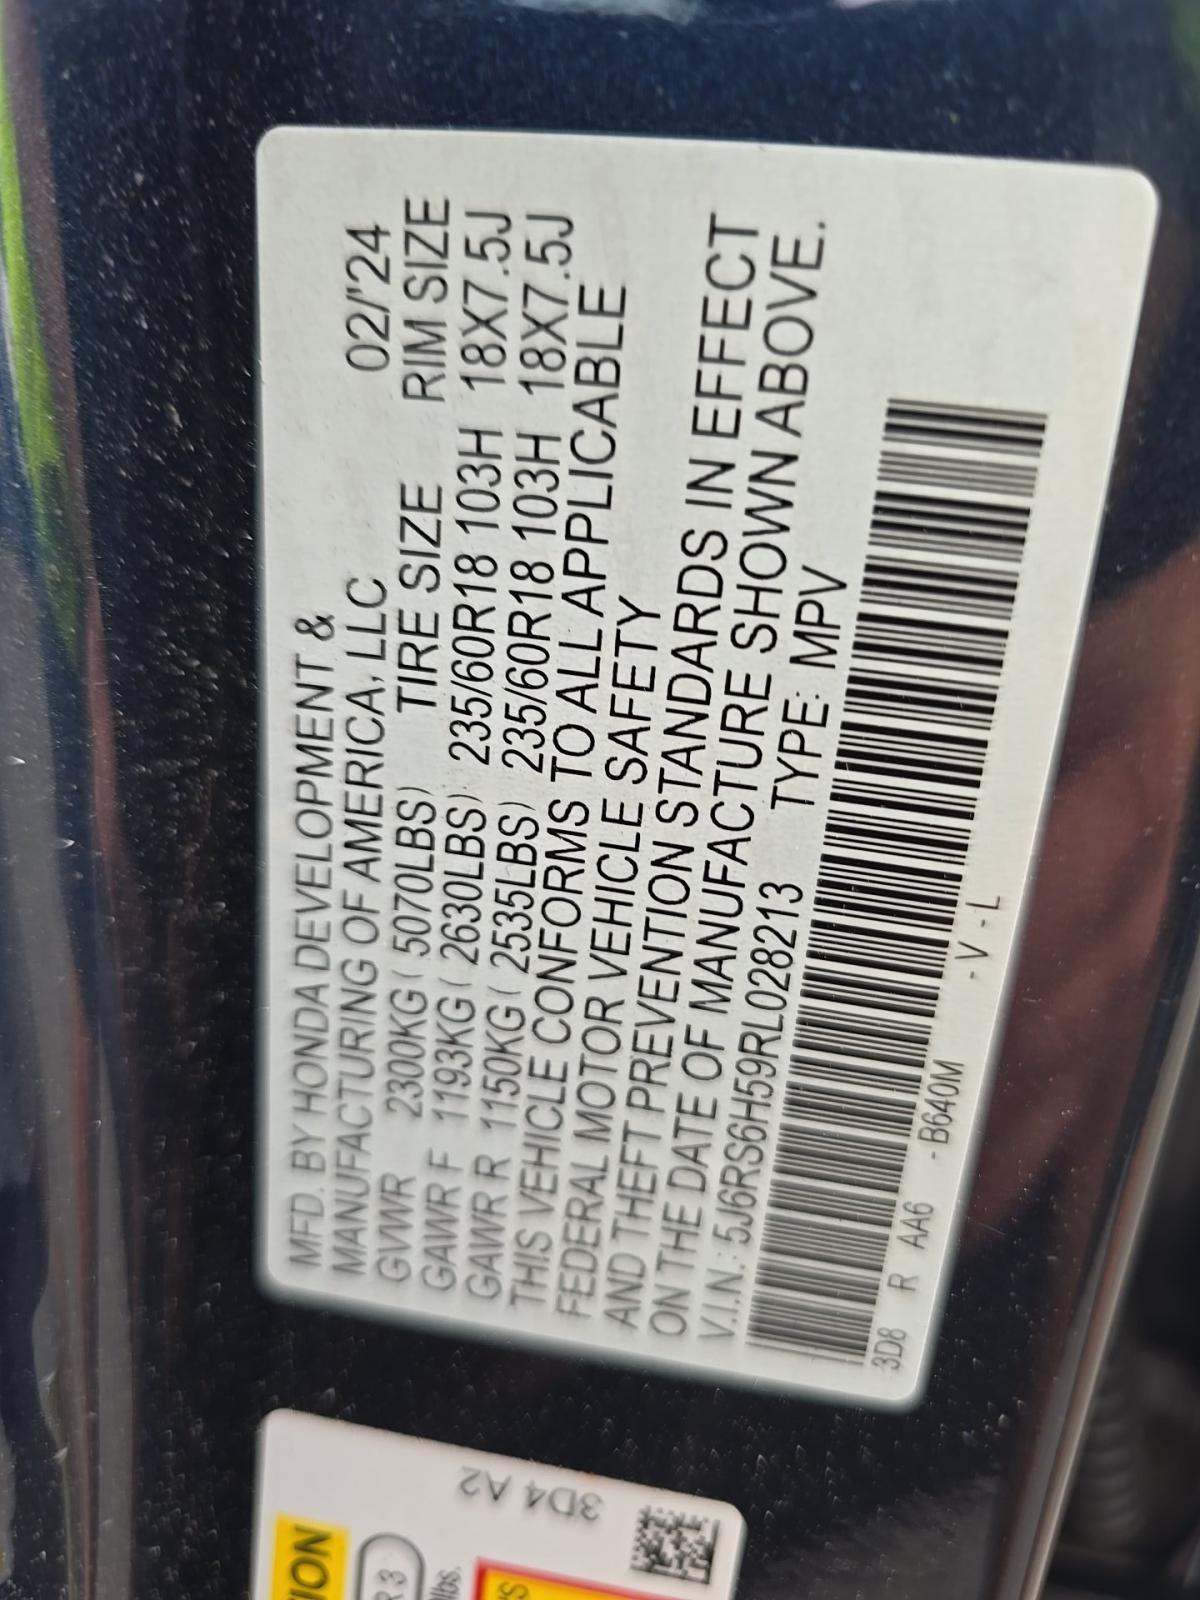 MFD. BY HONDA DEVELOPMENT &
MANUFACTURING OF AMERICA, LLC 02/'24
GVWR 2300KG ( 5070LBS) TIRE SIZE RIM SIZE
GAWR F 1193KG ( 2630LBS) 235/60R18 103H 18X7.5J
GAWR R 1150KG ( 2535LBS) 235/60R18 103H 18X7.5J
THIS VEHICLE CONFORMS TO ALL APPLICABLE
FEDERAL MOTOR VEHICLE SAFETY
AND THEFT PREVENTION STANDARDS IN EFFECT
ON THE DATE OF MANUFACTURE SHOWN ABOVE.
V.I.N.: 5J6RS6H59RL028213 TYPE: MPV
3D8 R AA6 -B640M -V-L
3D4 A2
TION
R 3
lbs.